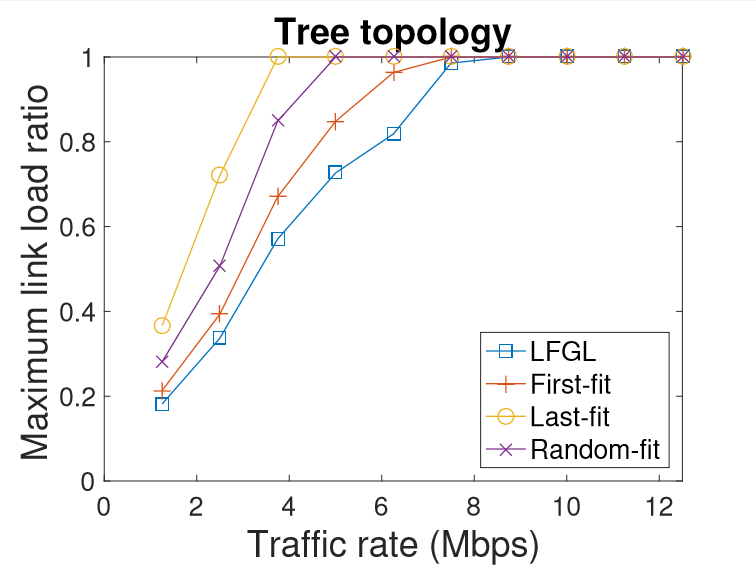 Tree topology
Maximum link load ratio
1
0.8
0.6
0.4
0.2
0
0
2
4
6
8
10
12
Traffic rate (Mbps)
LFGL
First-fit
Last-fit
Random-fit